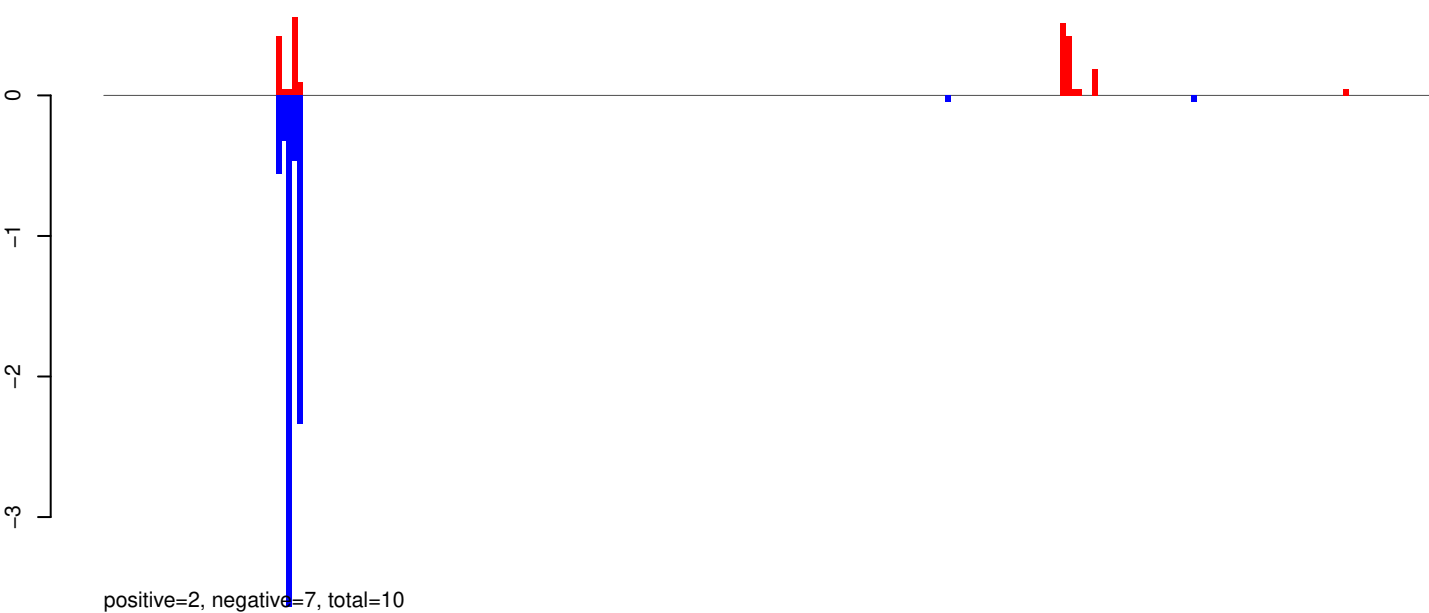 0
−1
−2
−3
positive=2, negative=7, total=10